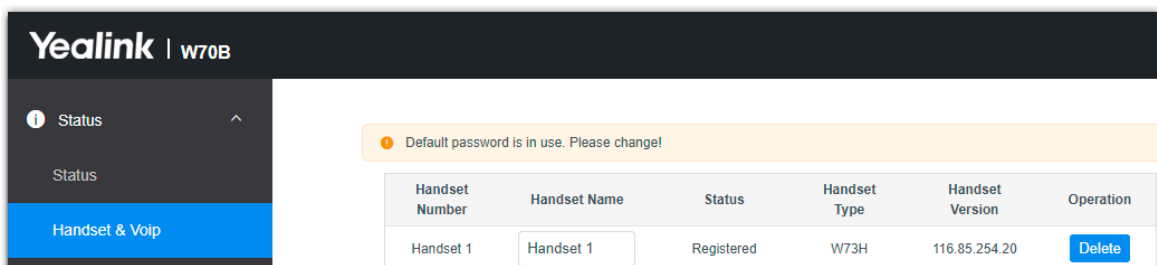 Yealink | W70B
Status
Status
Handset & Voip
Default password is in use. Please change!
Handset Number Handset Name Status Handset Type Handset Version Operation
Handset 1 Handset 1 Registered W73H 116.85.254.20 Delete